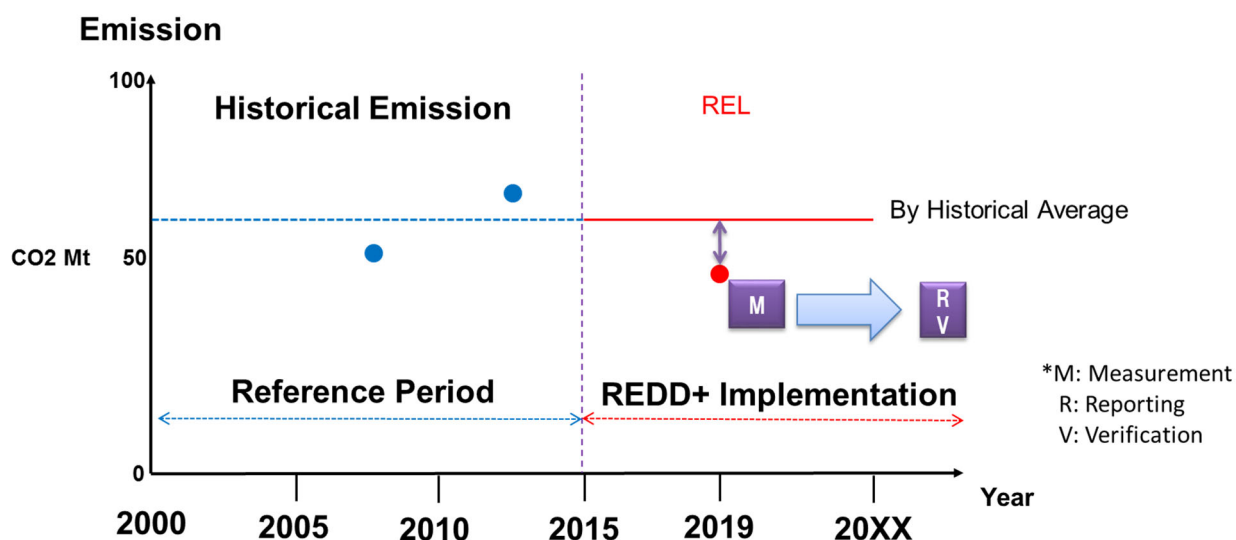 Emission
100
Historical Emission
REL
By Historical Average
CO2 Mt
50
M
R
V
Reference Period
REDD+ Implementation
*M: Measurement
R: Reporting
V: Verification
0
Year
2000
2005
2010
2015
2019
20XX